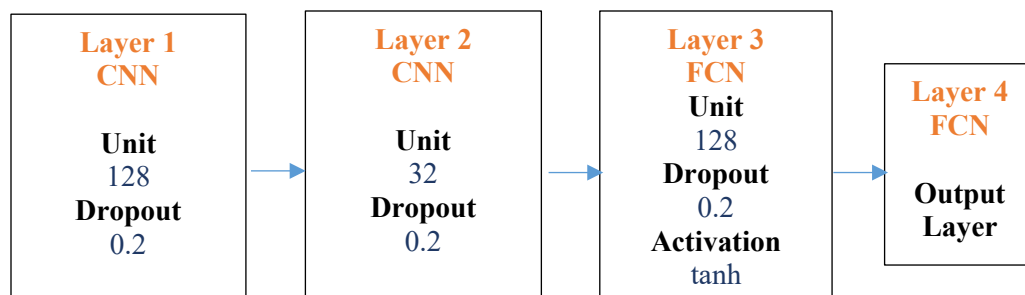 Layer 1
CNN
Unit
128
Dropout
0.2
Layer 2
CNN
Unit
32
Dropout
0.2
Layer 3
FCN
Unit
128
Dropout
0.2
Activation
tanh
Layer 4
FCN
Output
Layer